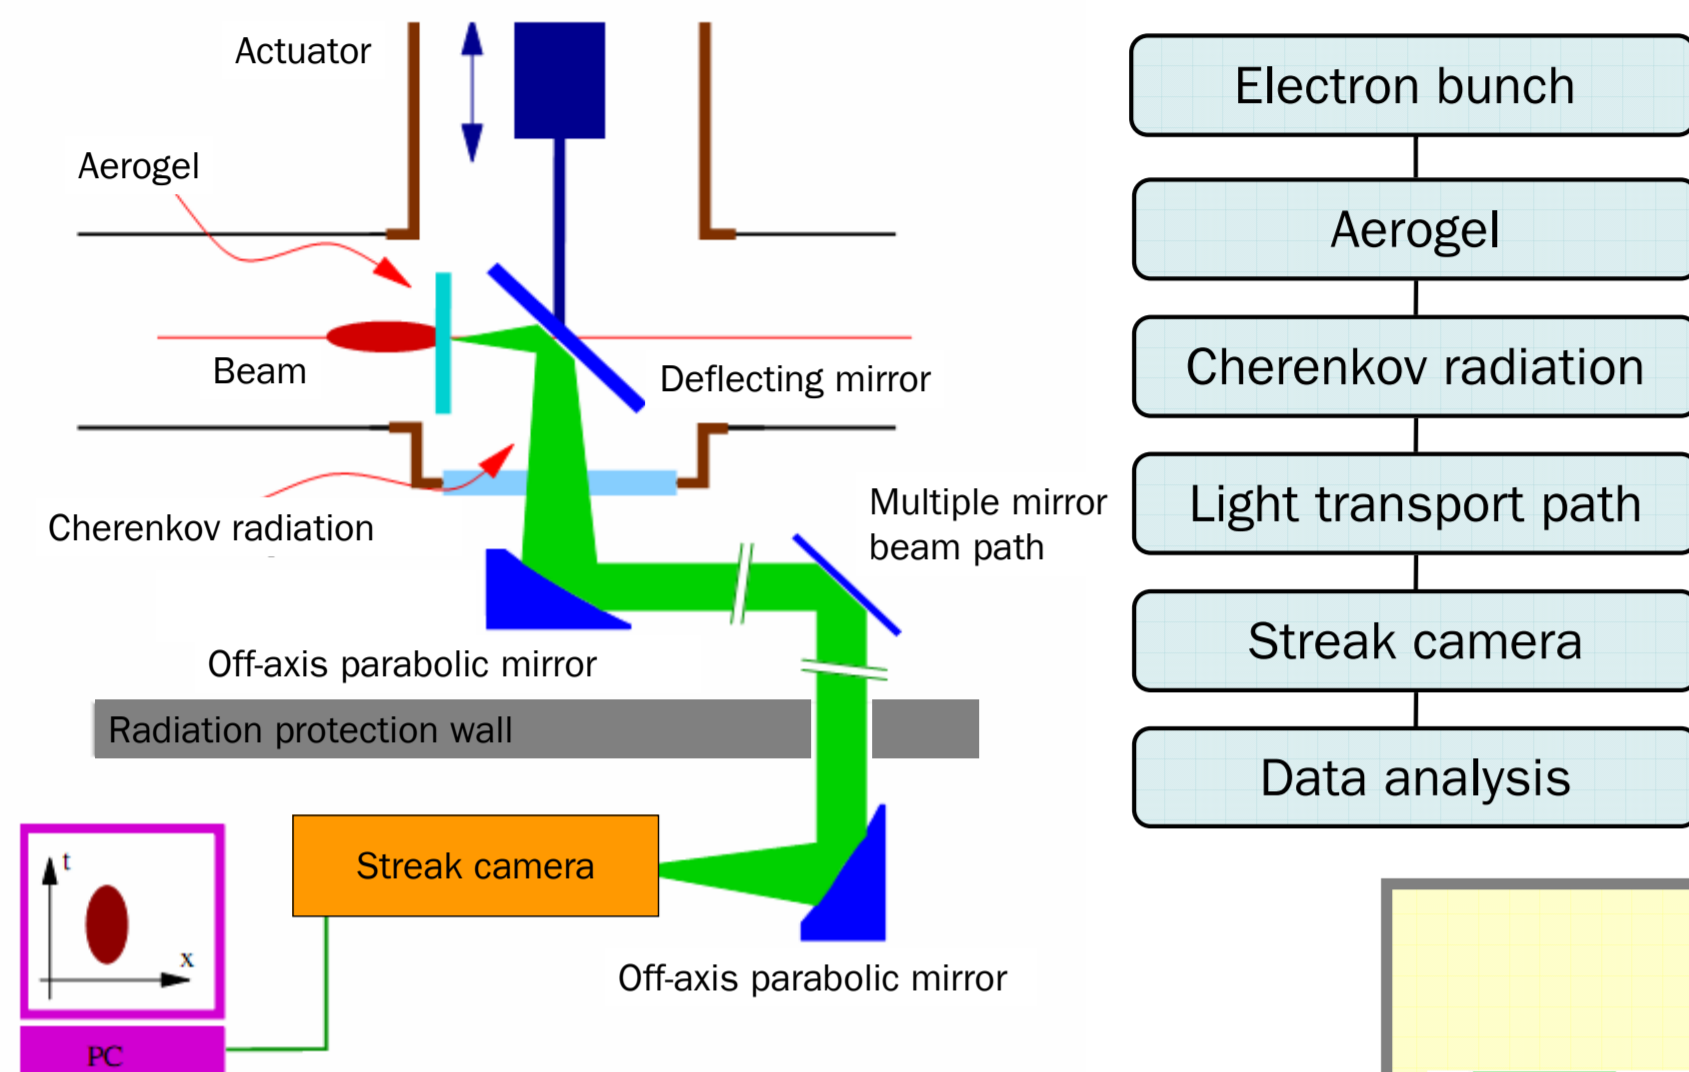 Actuator
Aerogel
Beam
Deflecting mirror
Cherenkov radiation
Multiple mirror
beam path
Off-axis parabolic mirror
Radiation protection wall
Streak camera
t
x
PC
Off-axis parabolic mirror
Electron bunch
Aerogel
Cherenkov radiation
Light transport path
Streak camera
Data analysis